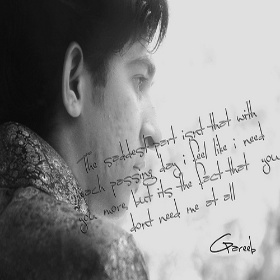 The saddest part isnt that with
each passing day i feel like i need
you more, but its the fact that you
dont need me at all
Gareeb